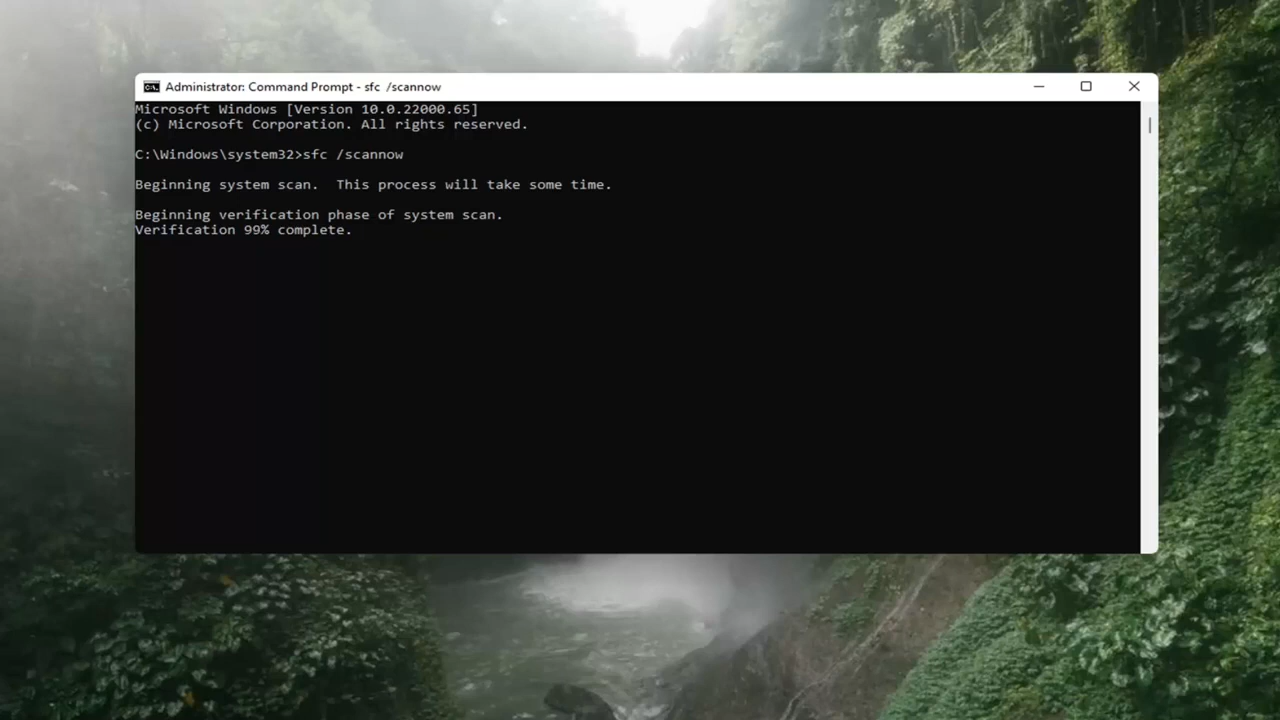 Administrator: Command Prompt - sfc /scannow
Microsoft Windows [Version 10.0.22000.65]
(c) Microsoft Corporation. All rights reserved.
C:\Windows\system32>sfc /scannow
Beginning system scan.  This process will take some time.
Beginning verification phase of system scan.
Verification 99% complete.